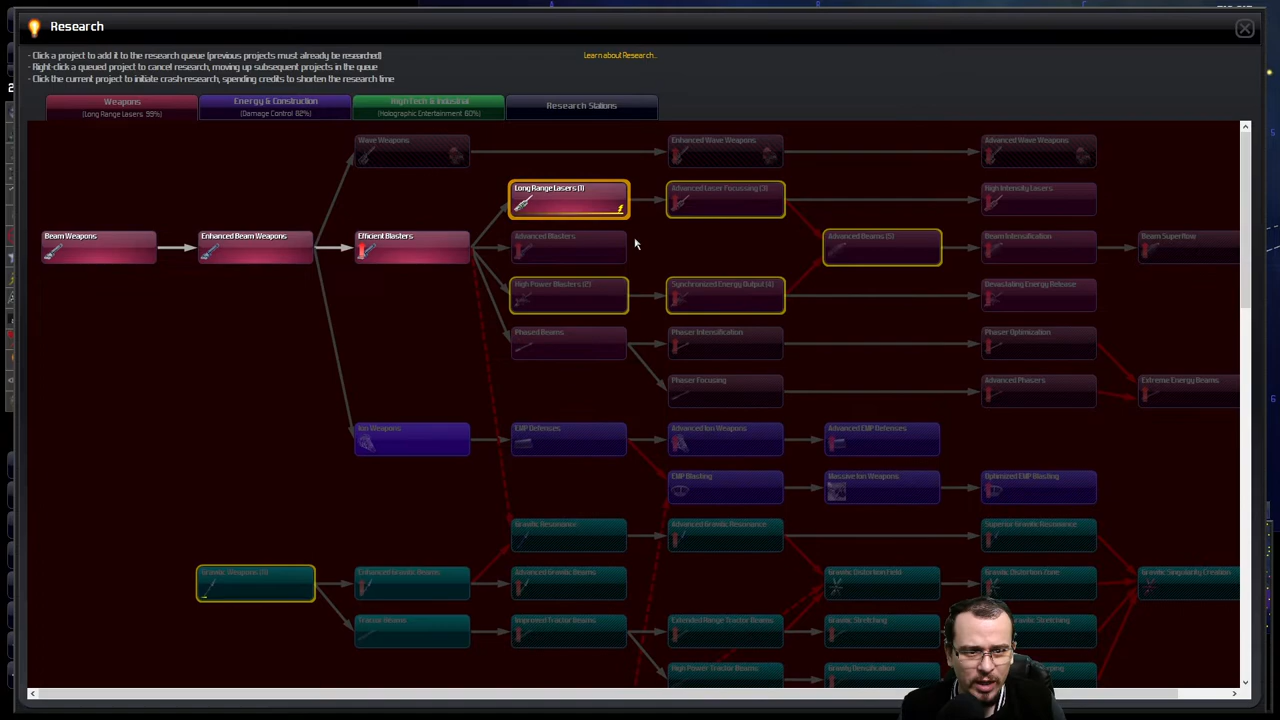 Research
- Click a project to add it to the research queue (previous projects must already be researched)
- Right-click a queued project to cancel research, moving up subsequent projects in the queue
- Click the current project to initiate crash-research, spending credits to shorten the research time
Learn about Research..
Weapons
(Long Range Lasers 99%)
Energy & Construction
(Damage Control 82%)
HighTech & Industrial
(Holographic Entertainment 60%)
Research Stations
Wave Weapons
Enhanced Wave Weapons
Advanced Wave Weapons
Long Range Lasers (1)
Advanced Laser Focussing (3)
High Intensity Lasers
Beam Weapons
Enhanced Beam Weapons
Efficient Blasters
Advanced Blasters
Advanced Beams (5)
Beam Intensification
Beam Superflow
High Power Blasters (2)
Synchronized Energy Output (4)
Devastating Energy Release
Phased Beams
Phaser Intensification
Phaser Optimization
Phaser Focusing
Advanced Phasers
Extreme Energy Beams
Ion Weapons
EMP Defenses
Advanced Ion Weapons
Advanced EMP Defenses
EMP Blasting
Massive Ion Weapons
Optimized EMP Blasting
Gravitic Resonance
Advanced Gravitic Resonance
Superior Gravitic Resonance
Gravitic Weapons
Enhanced Gravitic Beams
Advanced Gravitic Beams
Gravitic Distortion Field
Gravitic Distortion Zone
Gravitic Singularity Creation
Tractor Beams
Improved Tractor Beams
Extended Range Tractor Beams
Gravitic Stretching
Gravitic Stretching
High Power Tractor Beams
Gravity Densification